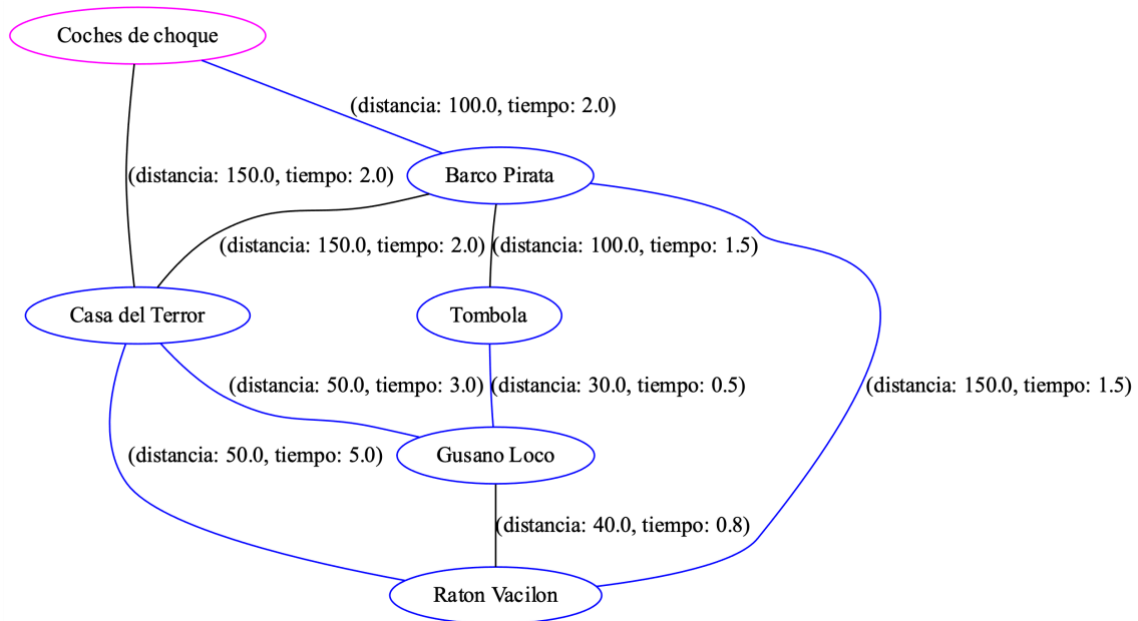 Coches de choque
(distancia: 100.0, tiempo: 2.0)
(distancia: 150.0, tiempo: 2.0)
Barco Pirata
(distancia: 150.0, tiempo: 2.0)
(distancia: 100.0, tiempo: 1.5)
Casa del Terror
Tombola
(distancia: 50.0, tiempo: 3.0)
(distancia: 30.0, tiempo: 0.5)
(distancia: 150.0, tiempo: 1.5)
(distancia: 50.0, tiempo: 5.0)
Gusano Loco
(distancia: 40.0, tiempo: 0.8)
Raton Vacilon